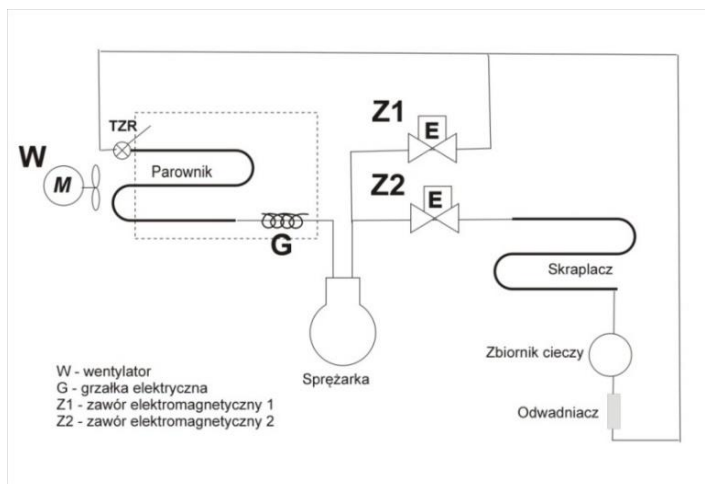 Z1
E
TZR
W
M
Parownik
Z2
E
G
Skraplacz
Zbiornik cieczy
Sprężarka
W - wentylator
G - grzałka elektryczna
Z1 - zawór elektromagnetyczny 1
Z2 - zawór elektromagnetyczny 2
Odwadniacz